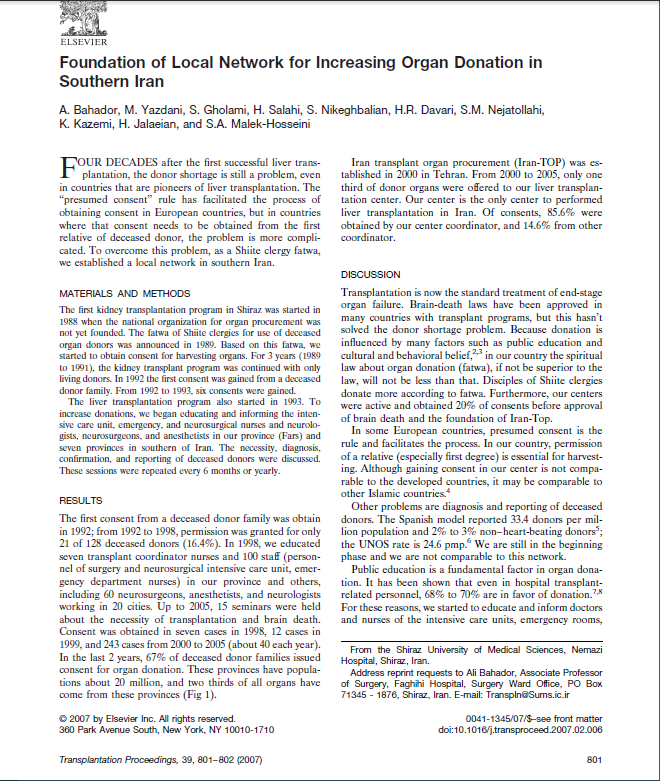 ELSEVIER
Foundation of Local Network for Increasing Organ Donation in
Southern Iran
A. Bahador, M. Yazdani, S. Gholami, H. Salahi, S. Nikeghbalian, H.R. Davari, S.M. Nejatollahi,
K. Kazemi, H. Jalaeian, and S.A. Malek-Hosseini
FOUR DECADES after the first successful liver trans-
plantation, the donor shortage is still a problem, even
in countries that are pioneers of liver transplantation. The
“presumed consent” rule has facilitated the process of
obtaining consent in European countries, but in countries
where that consent needs to be obtained from the first
relative of deceased donor, the problem is more compli-
cated. To overcome this problem, as a Shiite clergy fatwa,
we established a local network in southern Iran.
MATERIALS AND METHODS
The first kidney transplantation program in Shiraz was started in
1988 when the national organization for organ procurement was
not yet founded. The fatwa of Shiite clergies for use of deceased
organ donors was announced in 1989. Based on this fatwa, we
started to obtain consent for harvesting organs. For 3 years (1989
to 1991), the kidney transplant program was continued with only
living donors. In 1992 the first consent was gained from a deceased
donor family. From 1992 to 1993, six consents were gained.
The liver transplantation program also started in 1993. To
increase donations, we began educating and informing the inten-
sive care unit, emergency, and neurosurgical nurses and neurolo-
gists, neurosurgeons, and anesthetists in our province (Fars) and
seven provinces in southern of Iran. The necessity, diagnosis,
confirmation, and reporting of deceased donors were discussed.
These sessions were repeated every 6 months or yearly.
RESULTS
The first consent from a deceased donor family was obtain
in 1992; from 1992 to 1998, permission was granted for only
21 of 128 deceased donors (16.4%). In 1998, we educated
seven transplant coordinator nurses and 100 staff (person-
nel of surgery and neurosurgical intensive care unit, emer-
gency department nurses) in our province and others,
including 60 neurosurgeons, anesthetists, and neurologists
working in 20 cities. Up to 2005, 15 seminars were held
about the necessity of transplantation and brain death.
Consent was obtained in seven cases in 1998, 12 cases in
1999, and 243 cases from 2000 to 2005 (about 40 each year).
In the last 2 years, 67% of deceased donor families issued
consent for organ donation. These provinces have popula-
tions about 20 million, and two thirds of all organs have
come from these provinces (Fig 1).
Iran transplant organ procurement (Iran-TOP) was es-
tablished in 2000 in Tehran. From 2000 to 2005, only one
third of donor organs were offered to our liver transplan-
tation center. Our center is the only center to performed
liver transplantation in Iran. Of consents, 85.6% were
obtained by our center coordinator, and 14.6% from other
coordinator.
DISCUSSION
Transplantation is now the standard treatment of end-stage
organ failure. Brain-death laws have been approved in
many countries with transplant programs, but this hasn't
solved the donor shortage problem. Because donation is
influenced by many factors such as public education and
cultural and behavioral belief,2,3 in our country the spiritual
law about organ donation (fatwa), if not be superior to the
law, will not be less than that. Disciples of Shiite clergies
donate more according to fatwa. Furthermore, our centers
were active and obtained 20% of consents before approval
of brain death and the foundation of Iran-Top.
In some European countries, presumed consent is the
rule and facilitates the process. In our country, permission
of a relative (especially first degree) is essential for harvest-
ing. Although gaining consent in our center is not compa-
rable to the developed countries, it may be comparable to
other Islamic countries.4
Other problems are diagnosis and reporting of deceased
donors. The Spanish model reported 33.4 donors per mil-
lion population and 2% to 3% non–heart-beating donors5;
the UNOS rate is 24.6 pmp.6 We are still in the beginning
phase and we are not comparable to this network.
Public education is a fundamental factor in organ dona-
tion. It has been shown that even in hospital transplant-
related personnel, 68% to 70% are in favor of donation.7,8
For these reasons, we started to educate and inform doctors
and nurses of the intensive care units, emergency rooms,
From the Shiraz University of Medical Sciences, Nemazi
Hospital, Shiraz, Iran.
Address reprint requests to Ali Bahador, Associate Professor
of Surgery, Faghihi Hospital, Surgery Ward Office, PO Box
71345 - 1876, Shiraz, Iran. E-mail: Transpln@Sums.ic.ir
© 2007 by Elsevier Inc. All rights reserved.
360 Park Avenue South, New York, NY 10010-1710
0041-1345/07/$–see front matter
doi:10.1016/j.transproceed.2007.02.006
Transplantation Proceedings, 39, 801–802 (2007)
801